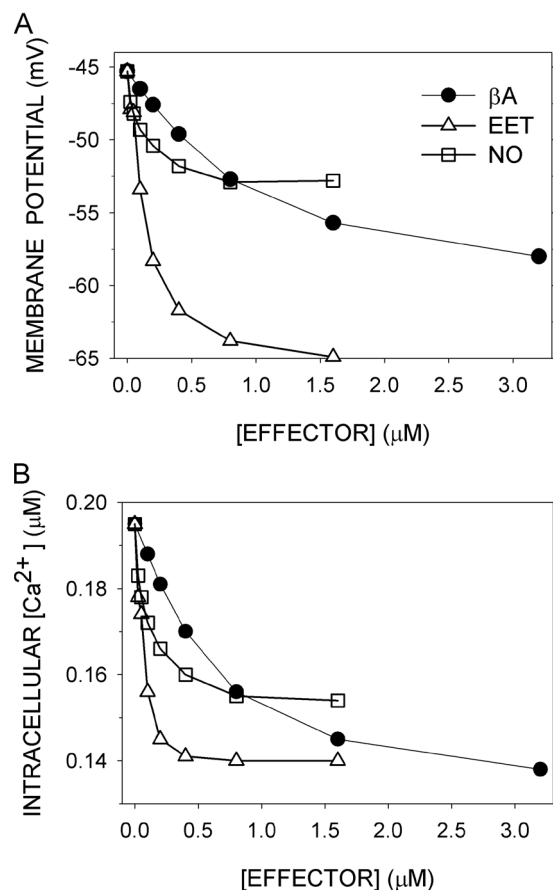 A
MEMBRANE POTENTIAL (mV)
-45
-50
-55
-60
-65
βA
EET
NO
0.0 0.5 1.0 1.5 2.0 2.5 3.0
[EFFECTOR] (μM)
B
INTRACELLULAR [Ca2+] (μM)
0.20
0.18
0.16
0.14
0.0 0.5 1.0 1.5 2.0 2.5 3.0
[EFFECTOR] (μM)